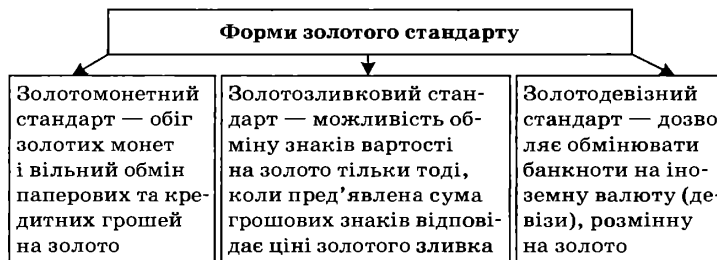 Форми золотого стандарту
Золотомонетний
стандарт — обіг
золотих монет
і вільний обмін
паперових та кре-
дитних грошей
на золото
Золотозливковий стан-
дарт — можливість об-
міну знаків вартості
на золото тільки тоді,
коли пред’явлена сума
грошових знаків відпові-
дає ціні золотого зливка
Золотодевізний
стандарт — дозво
ляє обмінювати
банкноти на іно-
земну валюту (де-
візи), розмінну
на золото